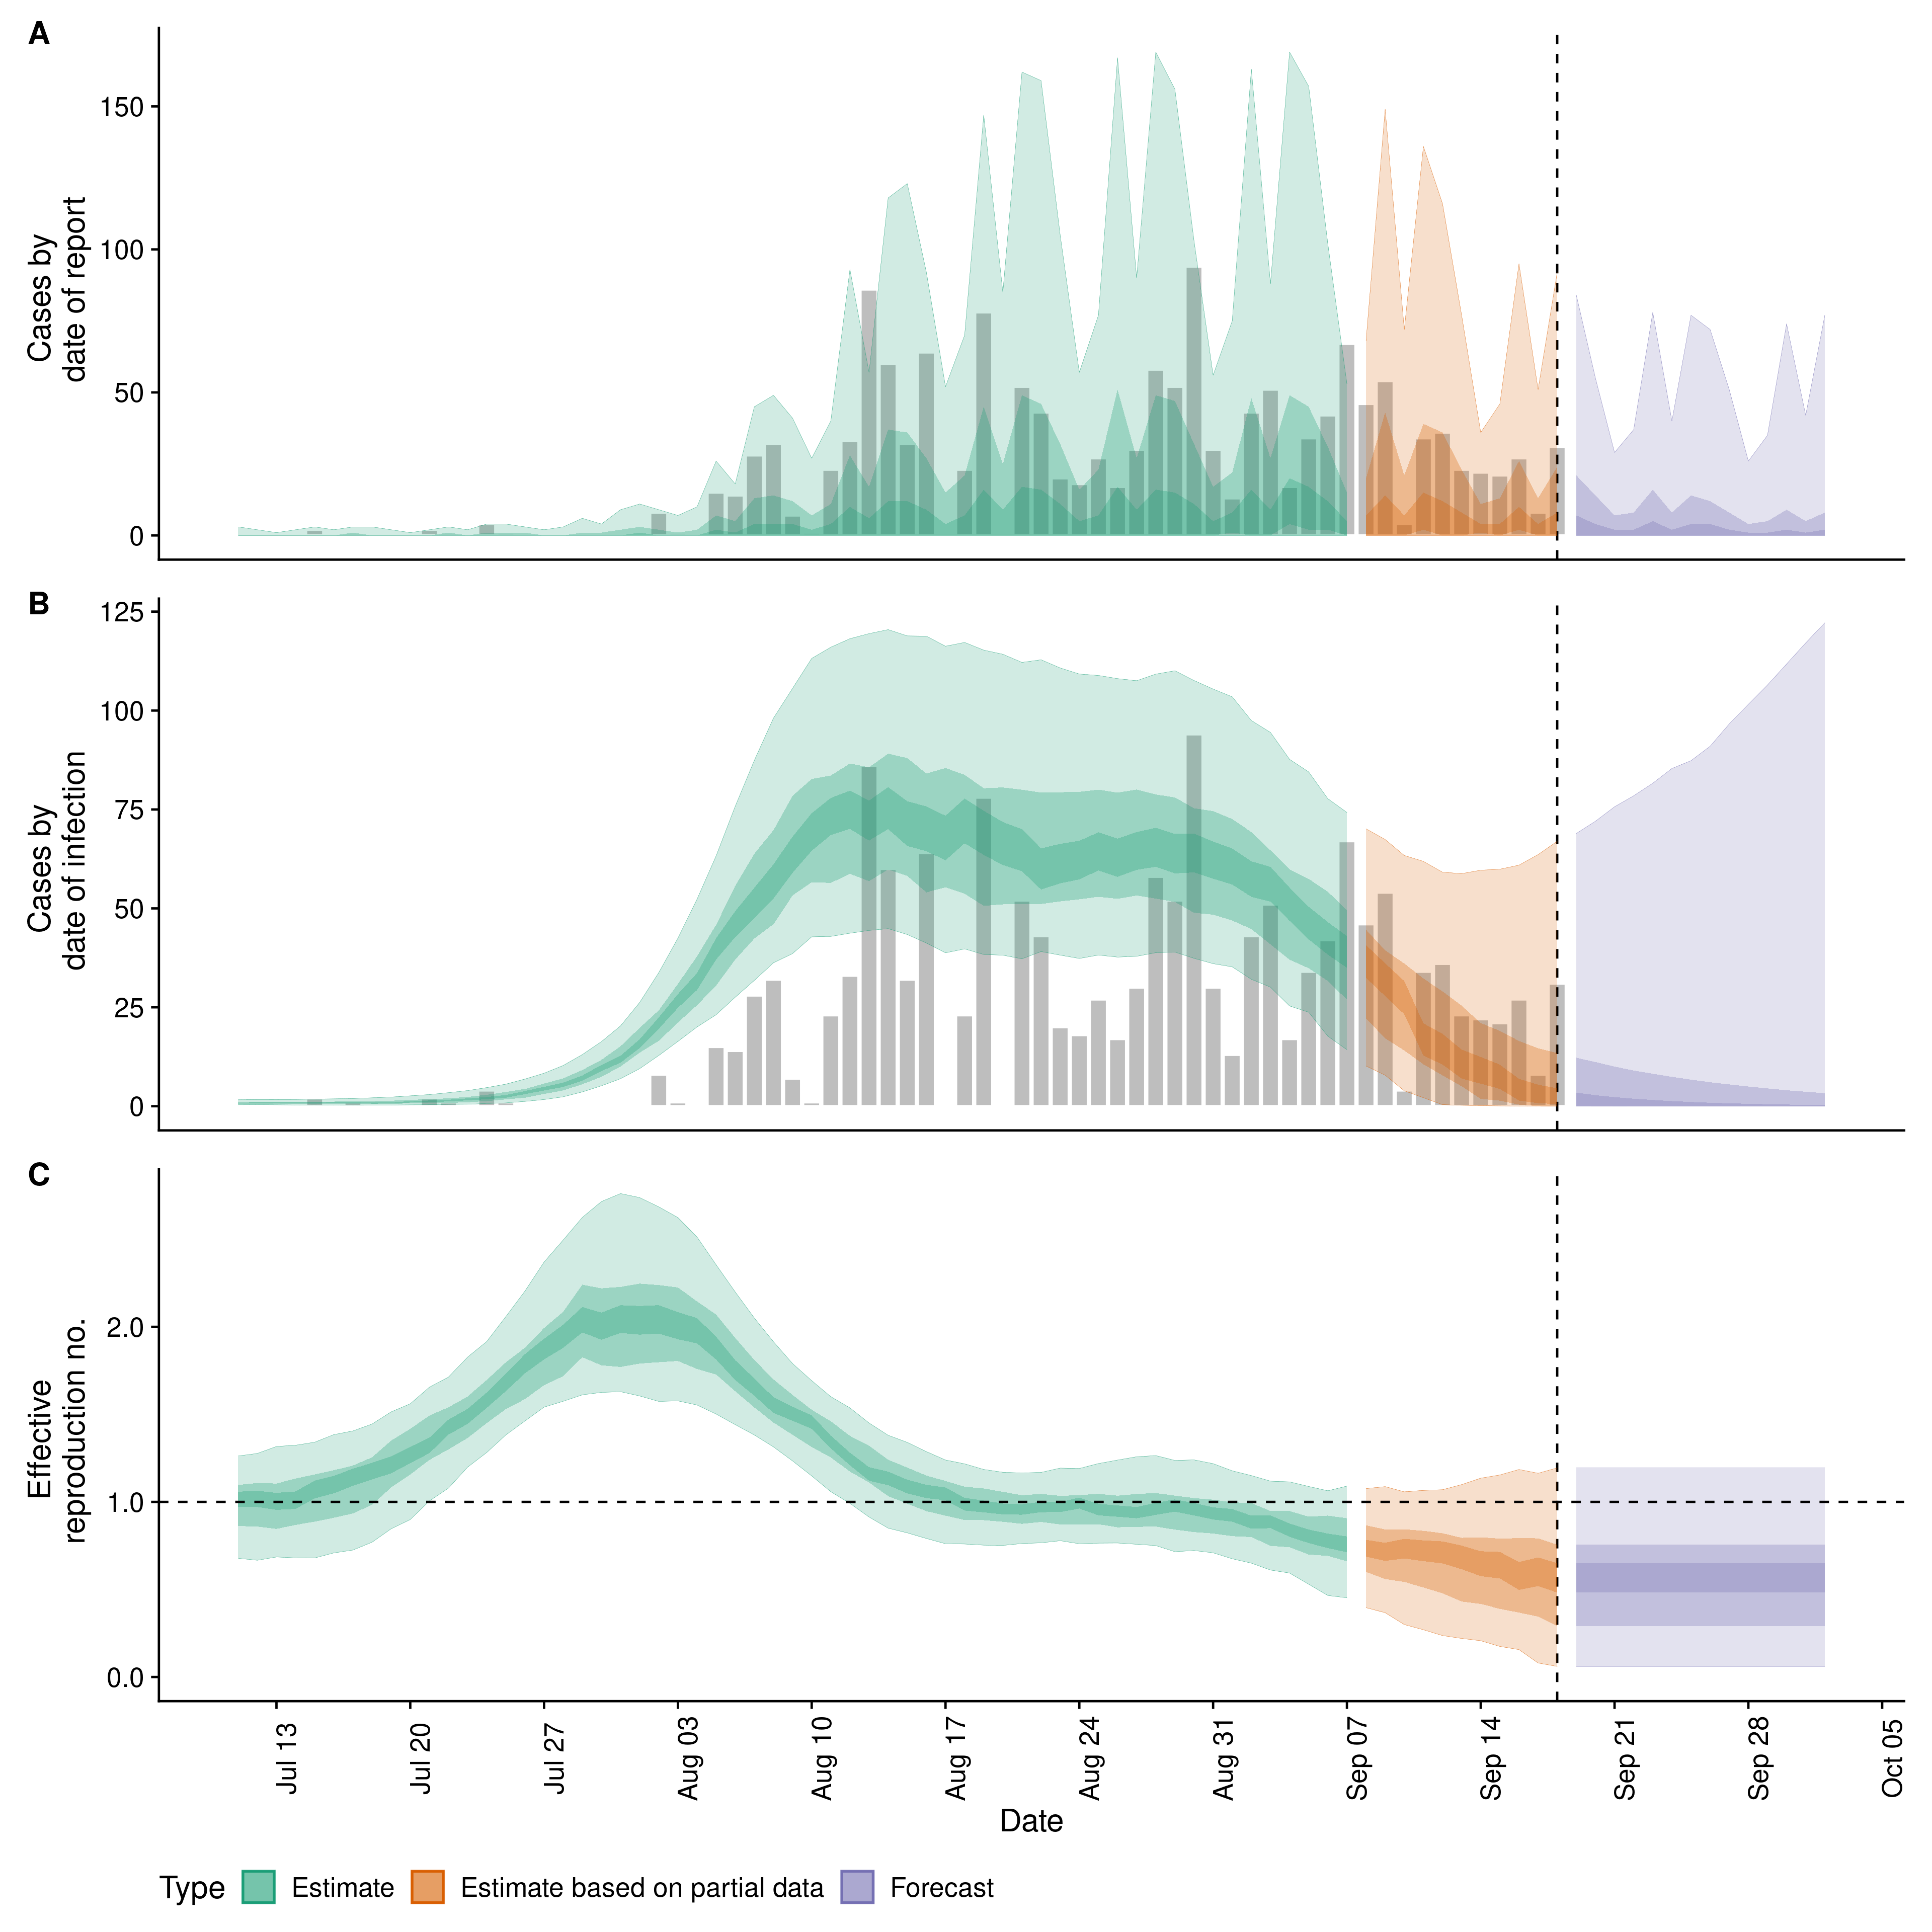 A
Cases by
date of report
150
100
50
0
B
Cases by
date of infection
125
100
75
50
25
0
C
Effective
reproduction no.
2.0
1.0
0.0
Jul 13
Jul 20
Jul 27
Aug 03
Aug 10
Aug 17
Aug 24
Aug 31
Sep 07
Sep 14
Sep 21
Sep 28
Oct 05
Date
Type Estimate Estimate based on partial data Forecast